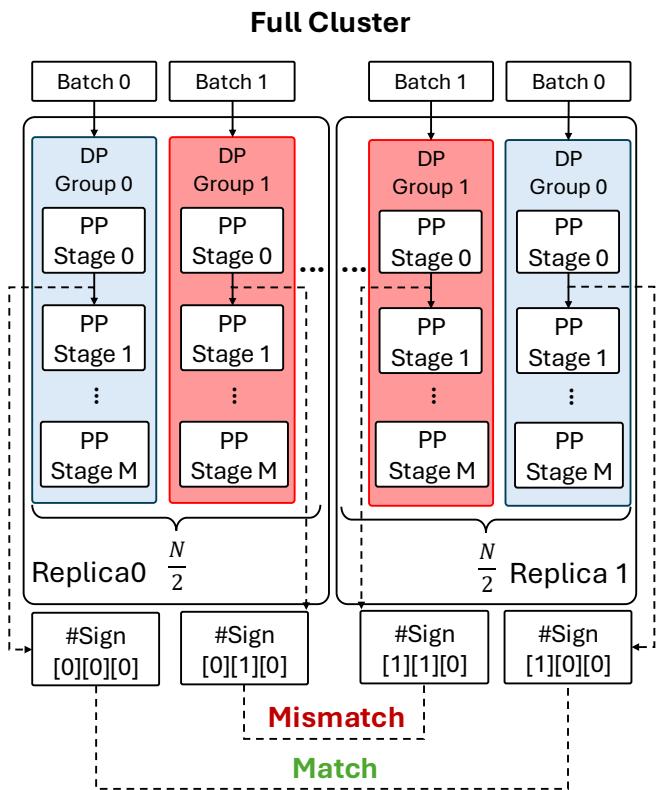 Full Cluster
Batch 0
Batch 1
Batch 1
Batch 0
DP
Group 0
PP
Stage 0
PP
Stage 1
⋮
PP
Stage M
DP
Group 1
PP
Stage 0
PP
Stage 1
⋮
PP
Stage M
... ...
DP
Group 1
PP
Stage 0
PP
Stage 1
⋮
PP
Stage M
DP
Group 0
PP
Stage 0
PP
Stage 1
⋮
PP
Stage M
Replica0
N
2
N
2
Replica 1
#Sign
[0][0][0]
#Sign
[0][1][0]
#Sign
[1][1][0]
#Sign
[1][0][0]
Mismatch
Match